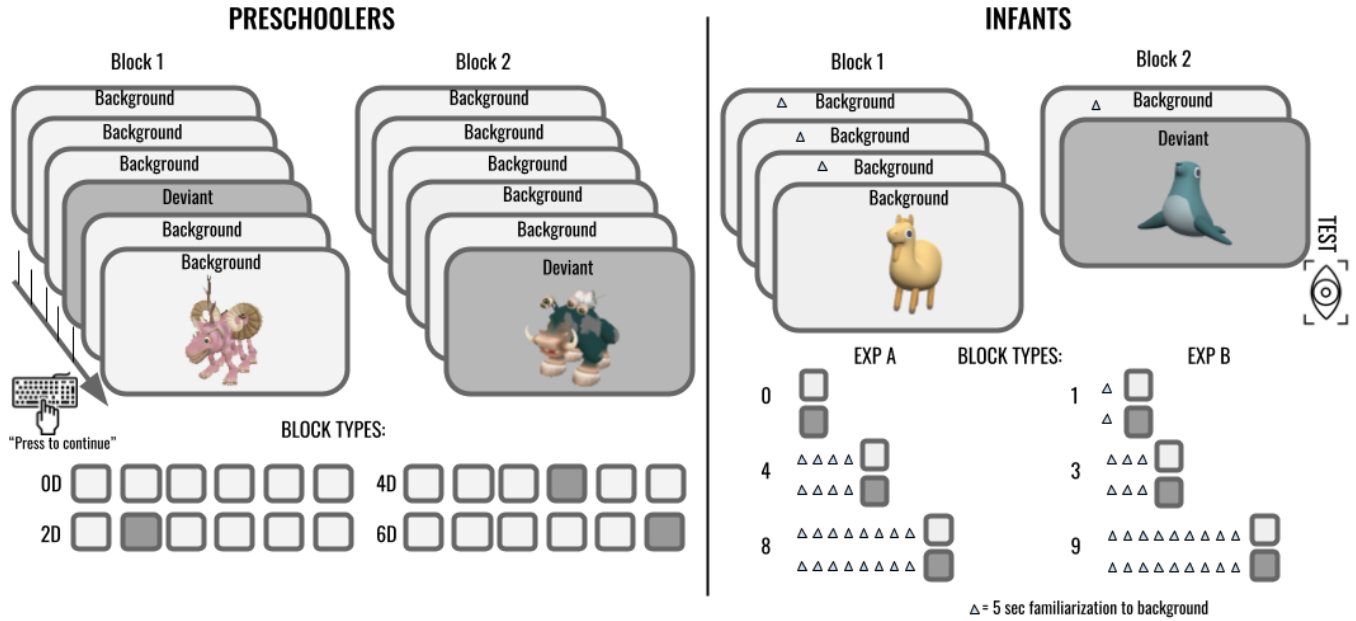 PRESCHOOLERS
Block 1
Background
Background
Background
Deviant
Background
Background
"Press to continue"
Block 2
Background
Background
Background
Background
Background
Deviant
BLOCK TYPES:
0D
2D
4D
6D
INFANTS
Block 1
Background
Background
Background
Background
Block 2
Background
Deviant
TEST
EXP A
BLOCK TYPES:
EXP B
0
4
8
1
3
9
= 5 sec familiarization to background